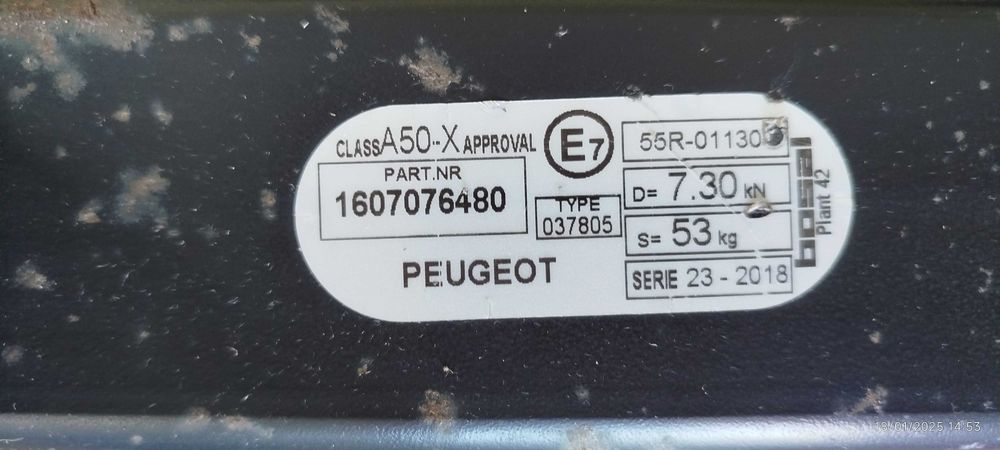 CLASS A50-X APPROVAL
E7
55R-01130
PART.NR
1607076480
TYPE
037805
D= 7.30 kN
S= 53 kg
PEUGEOT
SERIE 23 - 2018
bosal
Plant 42
18/01/2025 14:53